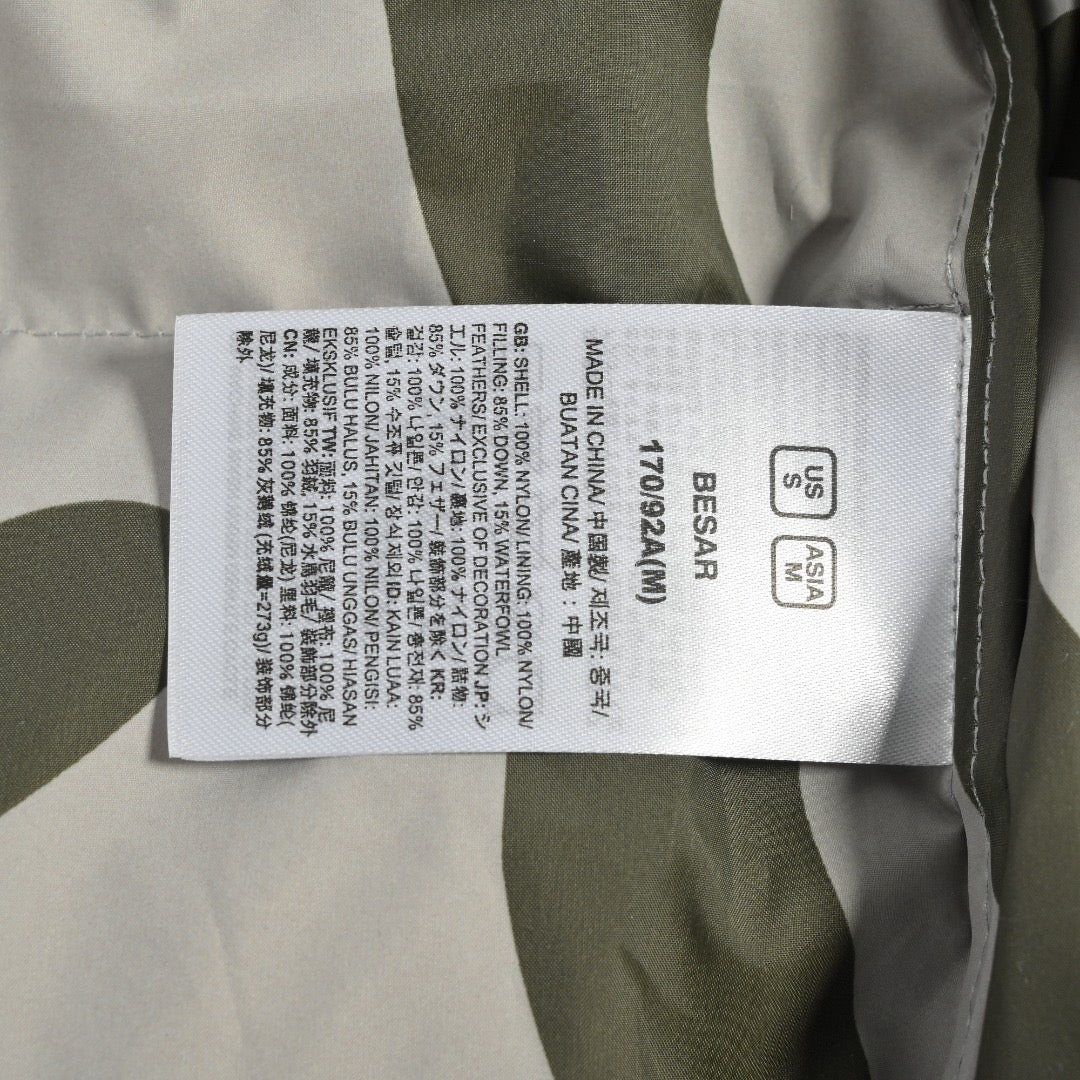 US
S
ASIA
M
BESAR
170/92A(M)
MADE IN CHINA/ 中国製/ 제조국: 중국/
BUATAN CINA/ 產地：中國
GB: SHELL: 100% NYLON/LINING: 100% NYLON/
FILLING: 85% DOWN, 15% WATERFOWL
FEATHERS/ EXCLUSIVE OF DECORATION JP: シ
エル: 100% ナイロン/ 裏地: 100% ナイロン/ 詰物:
85% ダウン, 15% フェザー/ 装飾部分を除く KR:
겉감: 100% 나일론/ 안감: 100% 나일론/ 충전재: 85%
솜털, 15% 수조류 깃털/ 장식 제외 ID: KAIN LUAR:
100% NILON/ JAHITAN: 100% NILON/ PENGISI:
85% BULU HALUS, 15% BULU UNGGAS/ HIASAN
EKSKLUSIF TW: 面料: 100% 尼龍/ 裡布: 100% 尼
龍/ 填充物: 85% 羽絨, 15% 水鳥羽毛/ 裝飾部分除外
CN: 成分: 面料: 100% 锦纶(尼龙) 里料: 100% 锦纶(
尼龙)/ 填充物: 85% 灰鹅绒 (充绒量=273g)/ 装饰部分
除外